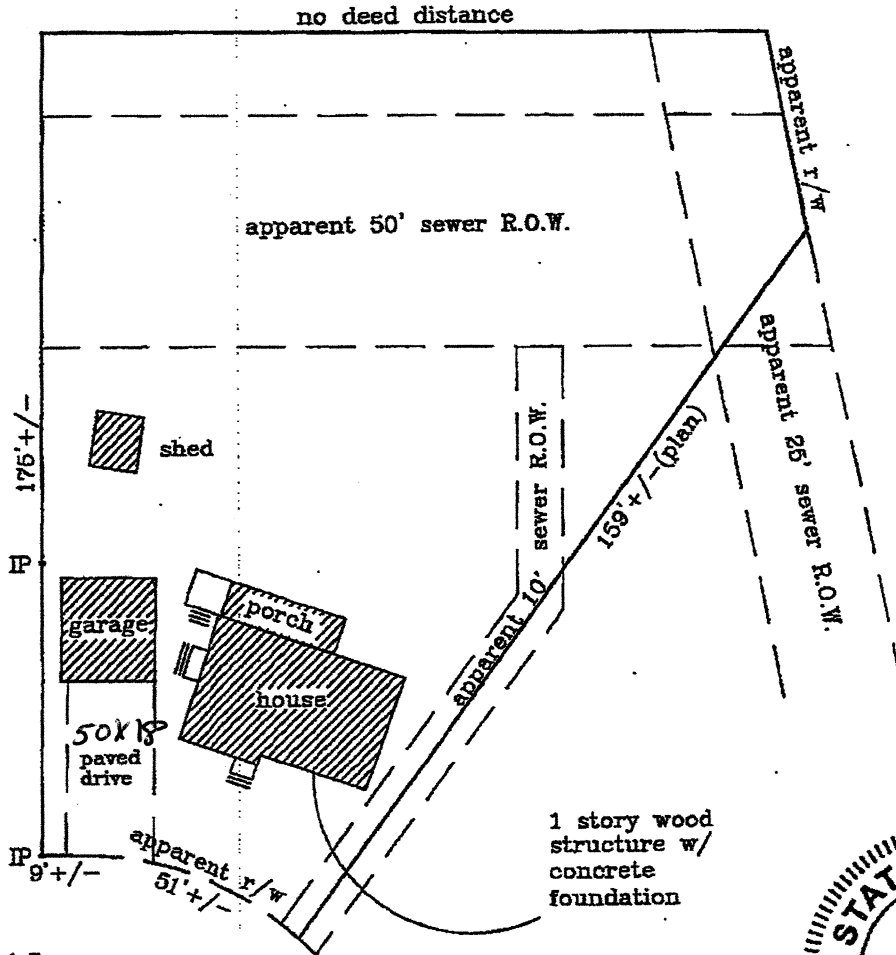 no deed distance
apparent r/w
apparent 50' sewer R.O.W.
apparent 25' sewer R.O.W.
175'+/-
shed
sewer R.O.W.
159'+/-(plan)
IP
garage
porch
apparent 10'
house
50X18
paved
drive
1 story wood
structure w/
concrete
foundation
IP
9'+/-
apparent r/w
51'+/-
STAT